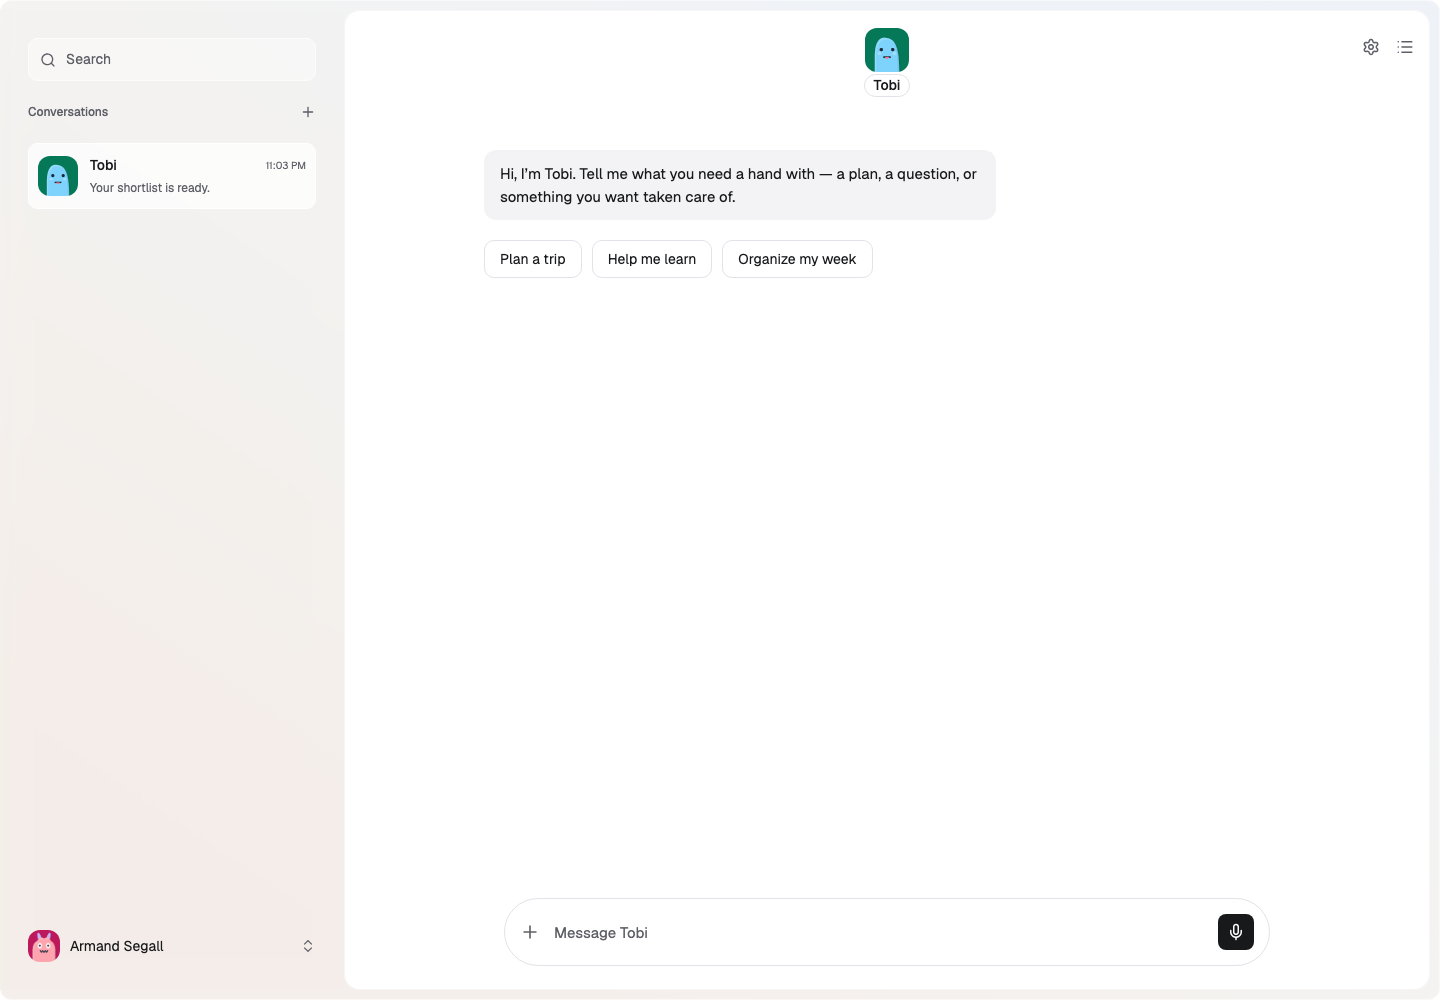 Search
Conversations
Tobi
11:03 PM
Your shortlist is ready.
Armand Segall
Tobi
Hi, I’m Tobi. Tell me what you need a hand with — a plan, a question, or
something you want taken care of.
Plan a trip
Help me learn
Organize my week
Message Tobi